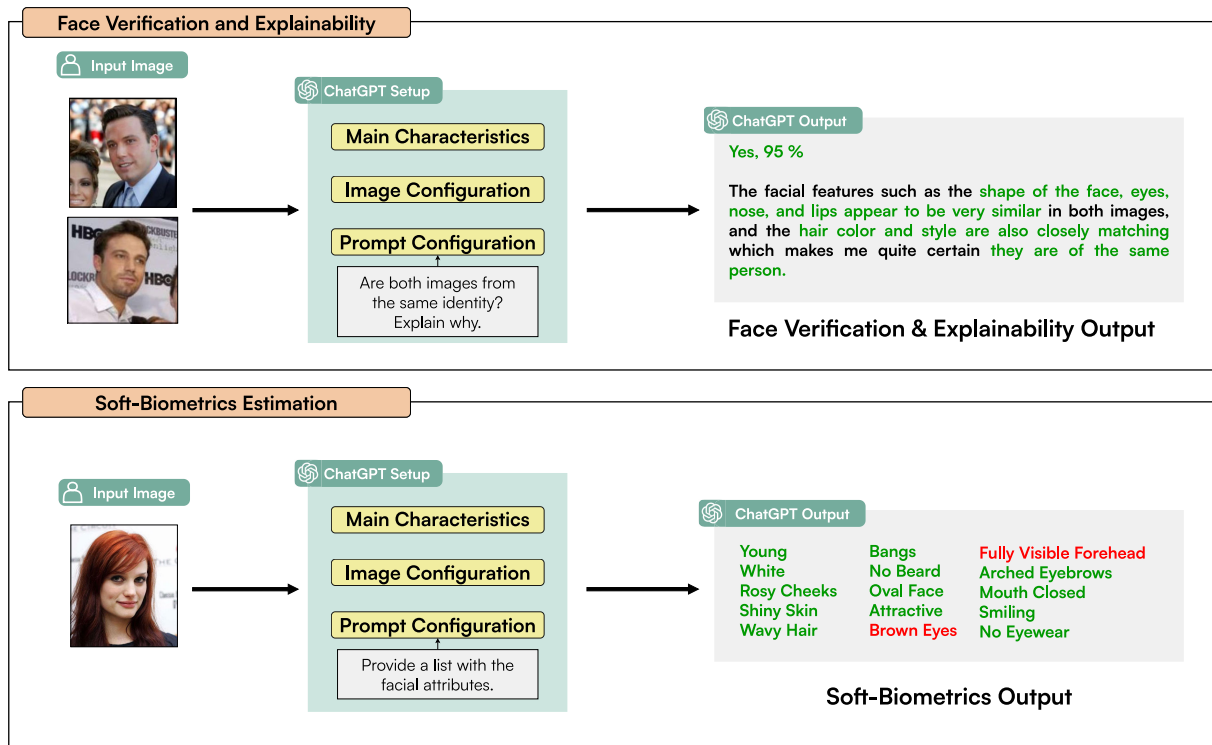 Face Verification and Explainability
Input Image
ChatGPT Setup
Main Characteristics
Image Configuration
Prompt Configuration
Are both images from
the same identity?
Explain why.
ChatGPT Output
Yes, 95 %
The facial features such as the shape of the face, eyes,
nose, and lips appear to be very similar in both images,
and the hair color and style are also closely matching
which makes me quite certain they are of the same
person.
Face Verification & Explainability Output
HBO
BLOCKBUSTER
LOCKBU
HBO
Soft-Biometrics Estimation
Input Image
ChatGPT Setup
Main Characteristics
Image Configuration
Prompt Configuration
Provide a list with the
facial attributes.
ChatGPT Output
Young Bangs Fully Visible Forehead
White No Beard Arched Eyebrows
Rosy Cheeks Oval Face Mouth Closed
Shiny Skin Attractive Smiling
Wavy Hair Brown Eyes No Eyewear
Soft-Biometrics Output